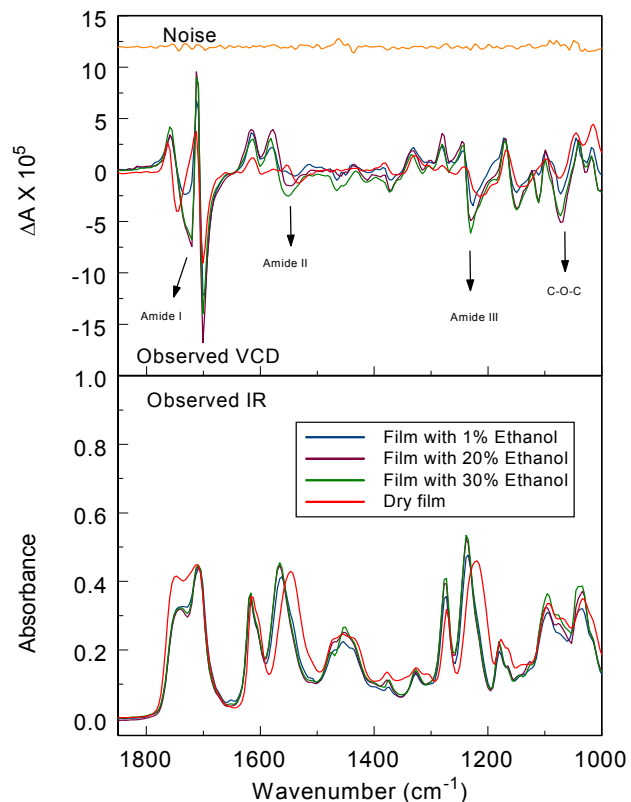 15
Noise
10
5
0
-5
-10
-15
ΔA X 10⁵
Amide I
Amide II
Amide III
C-O-C
Observed VCD
1.0
Observed IR
0.8
0.6
0.4
0.2
0.0
Absorbance
Film with 1% Ethanol
Film with 20% Ethanol
Film with 30% Ethanol
Dry film
1800 1600 1400 1200 1000
Wavenumber (cm⁻¹)